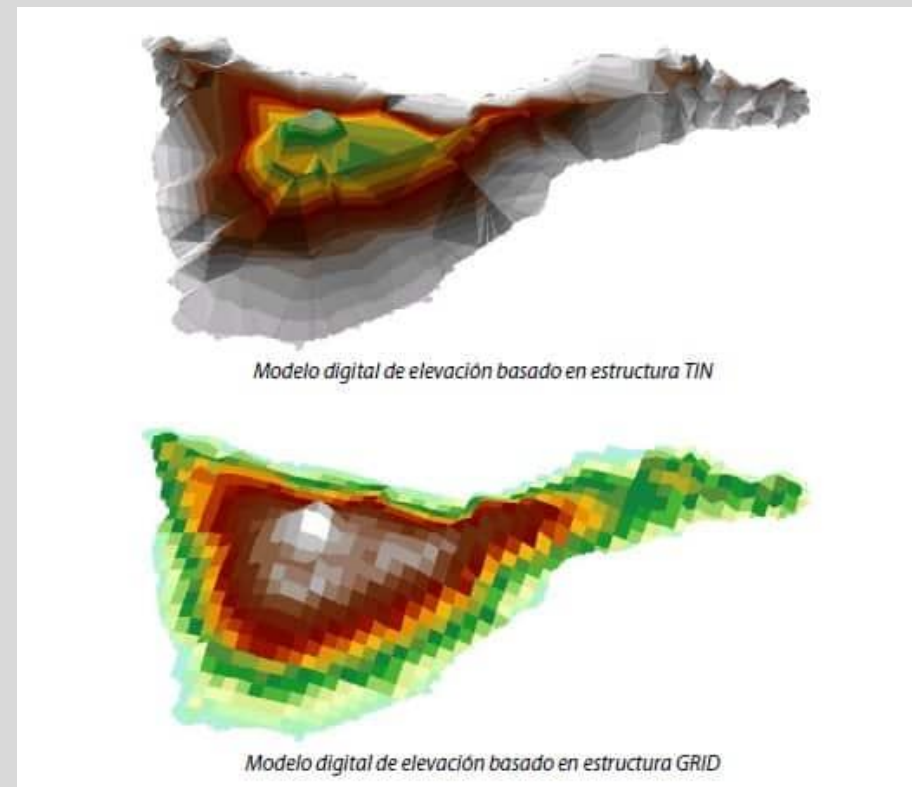 Modelo digital de elevación basado en estructura TIN
Modelo digital de elevación basado en estructura GRID